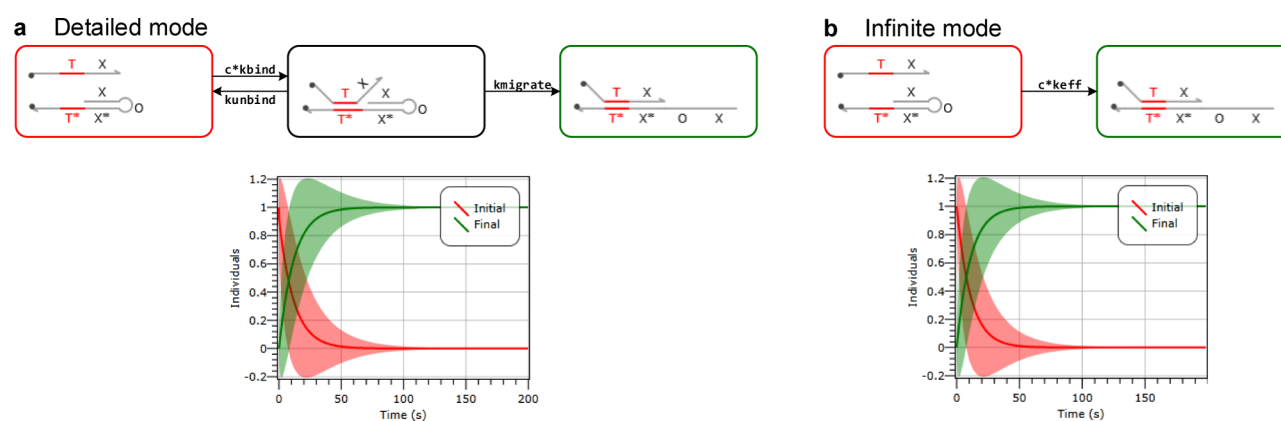 a Detailed mode
T X
X
O
T* X*
c*kbind
kunbind
X
T X
O
T* X*
kmigrate
T X
T* X* O X
Individuals
1.2
1
0.8
0.6
0.4
0.2
0
-0.2
Initial
Final
0 50 100 150 200
Time (s)
b Infinite mode
T X
X
O
T* X*
c*keff
T X
T* X* O X
Individuals
1.2
1
0.8
0.6
0.4
0.2
0
-0.2
Initial
Final
0 50 100 150
Time (s)